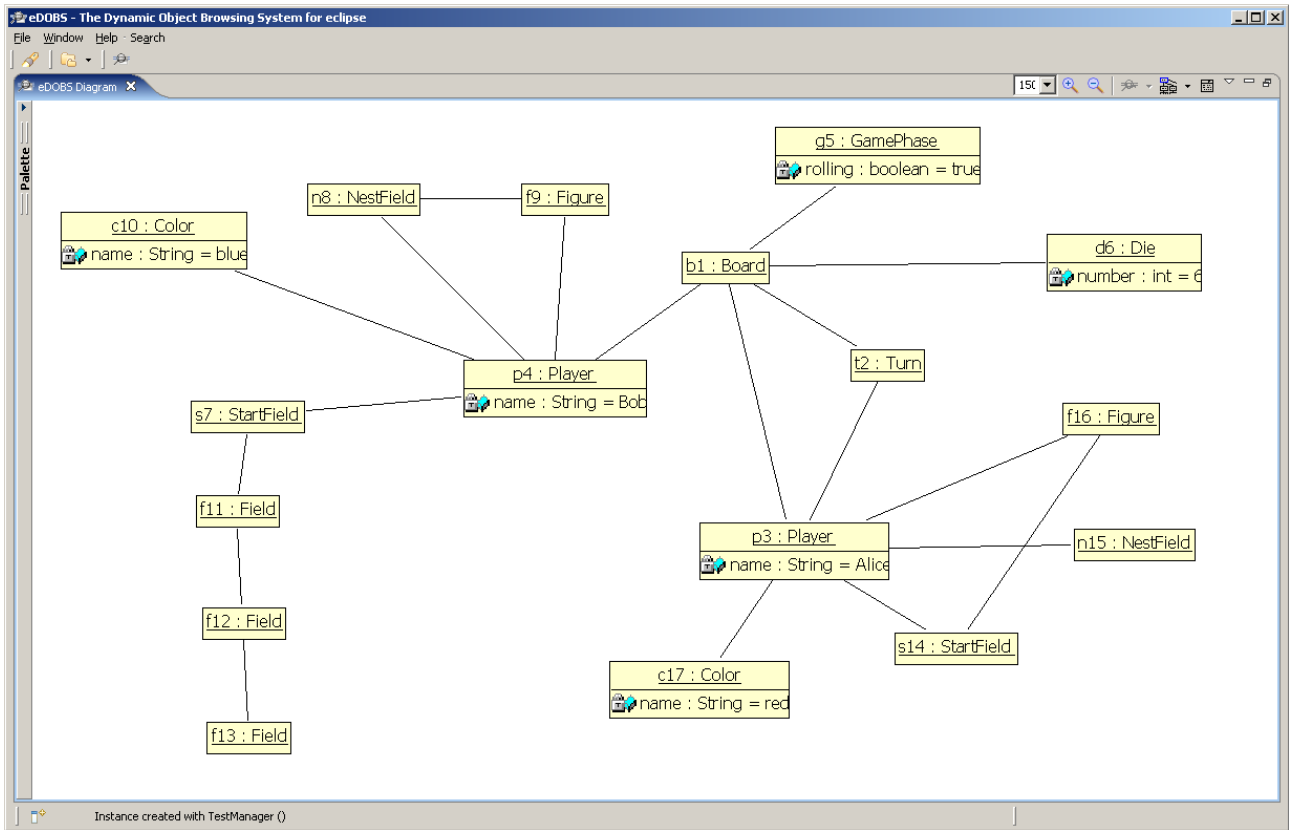 eDOBS - The Dynamic Object Browsing System for eclipse
File Window Help Search
eDOBS Diagram
150
Palette
g5 : GamePhase
rolling : boolean = true
n8 : NestField
f9 : Figure
c10 : Color
name : String = blue
b1 : Board
d6 : Die
number : int = 6
p4 : Player
name : String = Bob
t2 : Turn
s7 : StartField
f16 : Figure
f11 : Field
p3 : Player
name : String = Alice
n15 : NestField
f12 : Field
s14 : StartField
c17 : Color
name : String = red
f13 : Field
Instance created with TestManager ()